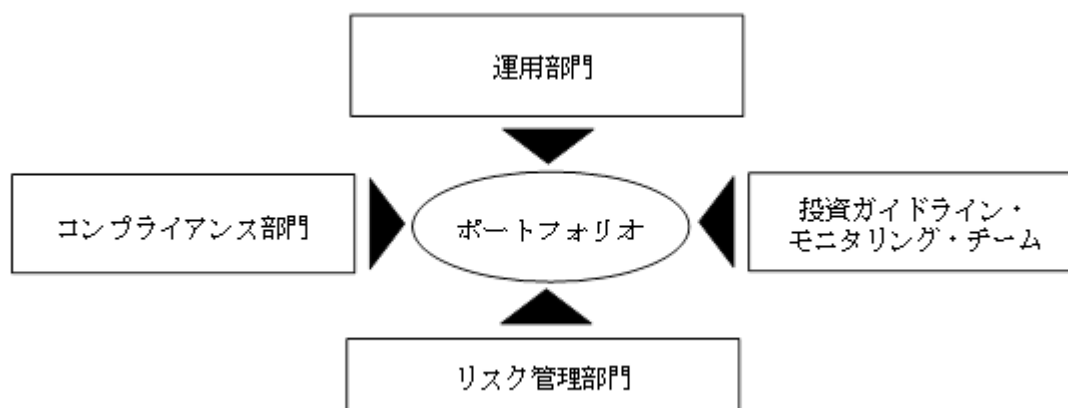 運用部門
コンプライアンス部門
ポートフォリオ
投資ガイドライン・
モニタリング・チーム
リスク管理部門